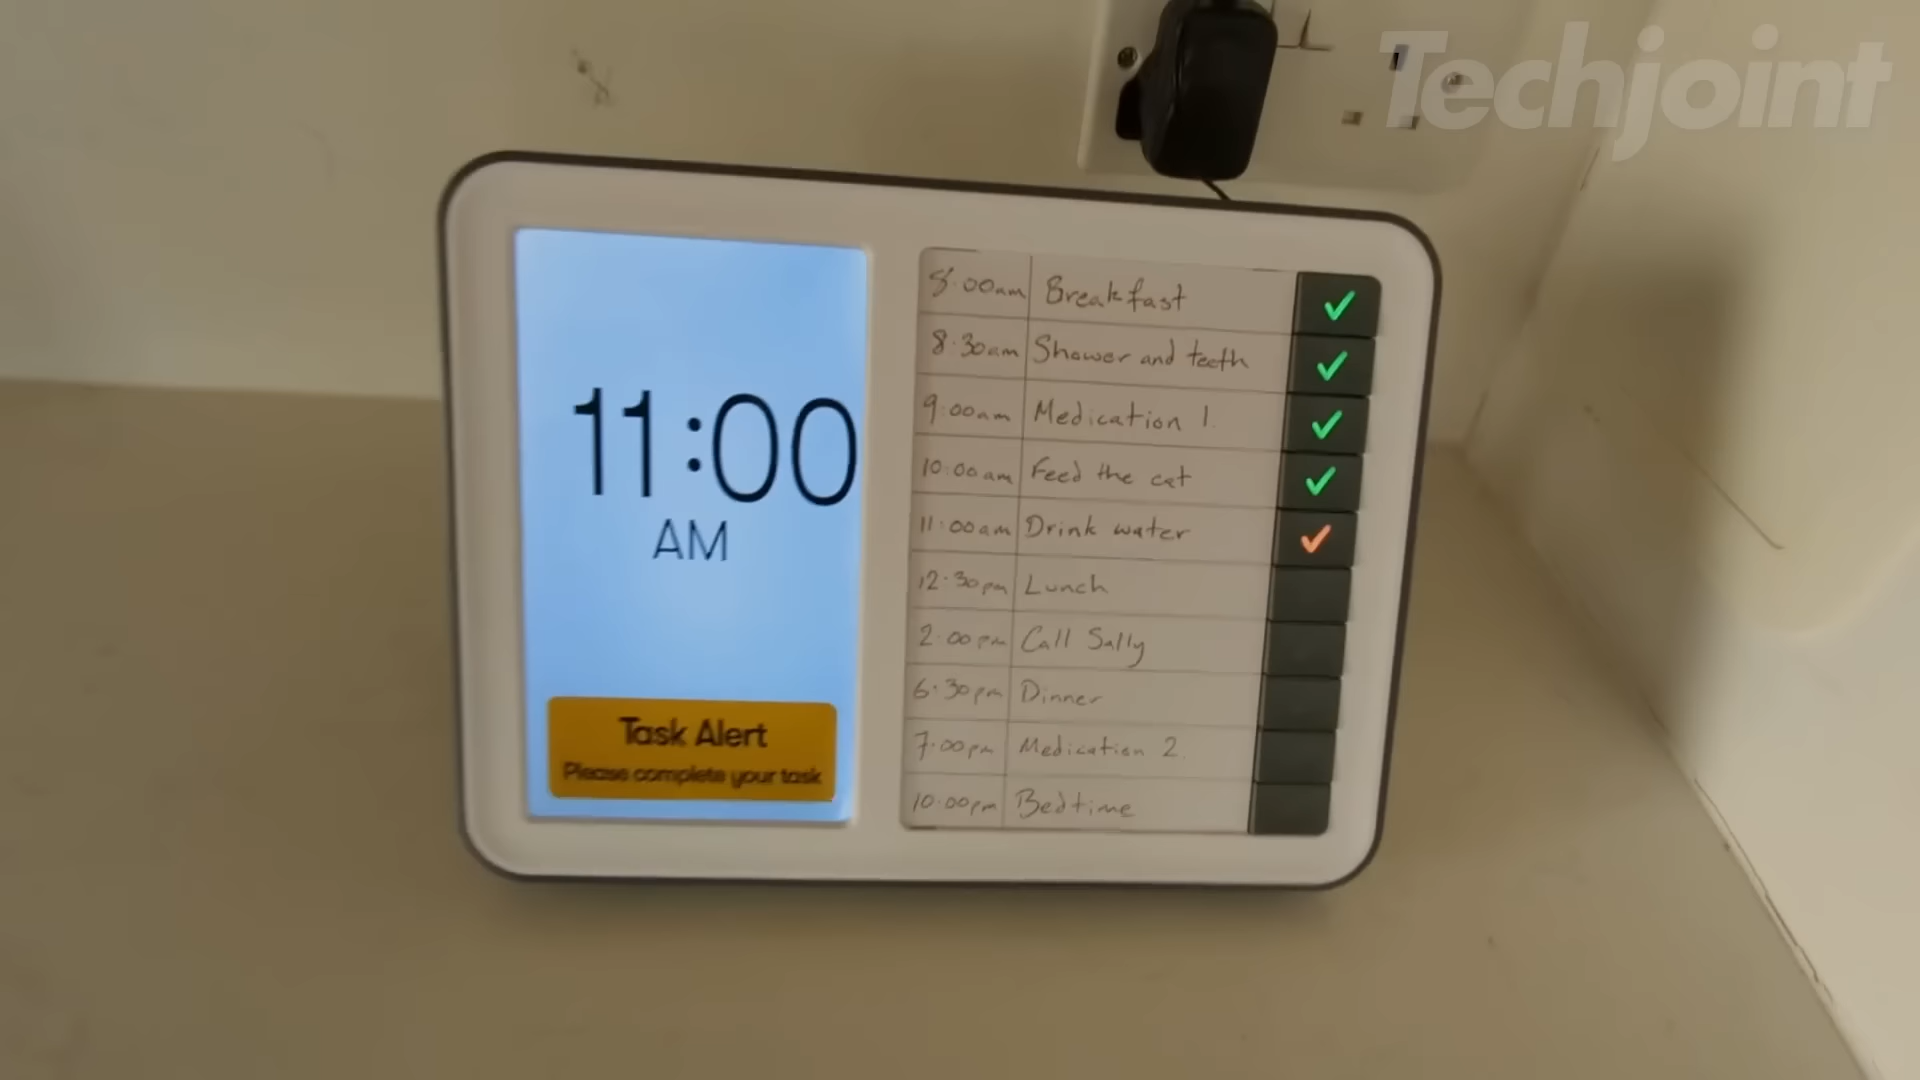 Techjoint
11:00
AM
Task Alert
Please complete your task
8:00am Breakfast ✓
8:30am Shower and teeth ✓
9:00am Medication 1. ✓
10:00am Feed the cat ✓
11:00am Drink water ✓
12:30pm Lunch
2:00pm Call Sally
6:30pm Dinner
7:00pm Medication 2.
10:00pm Bedtime